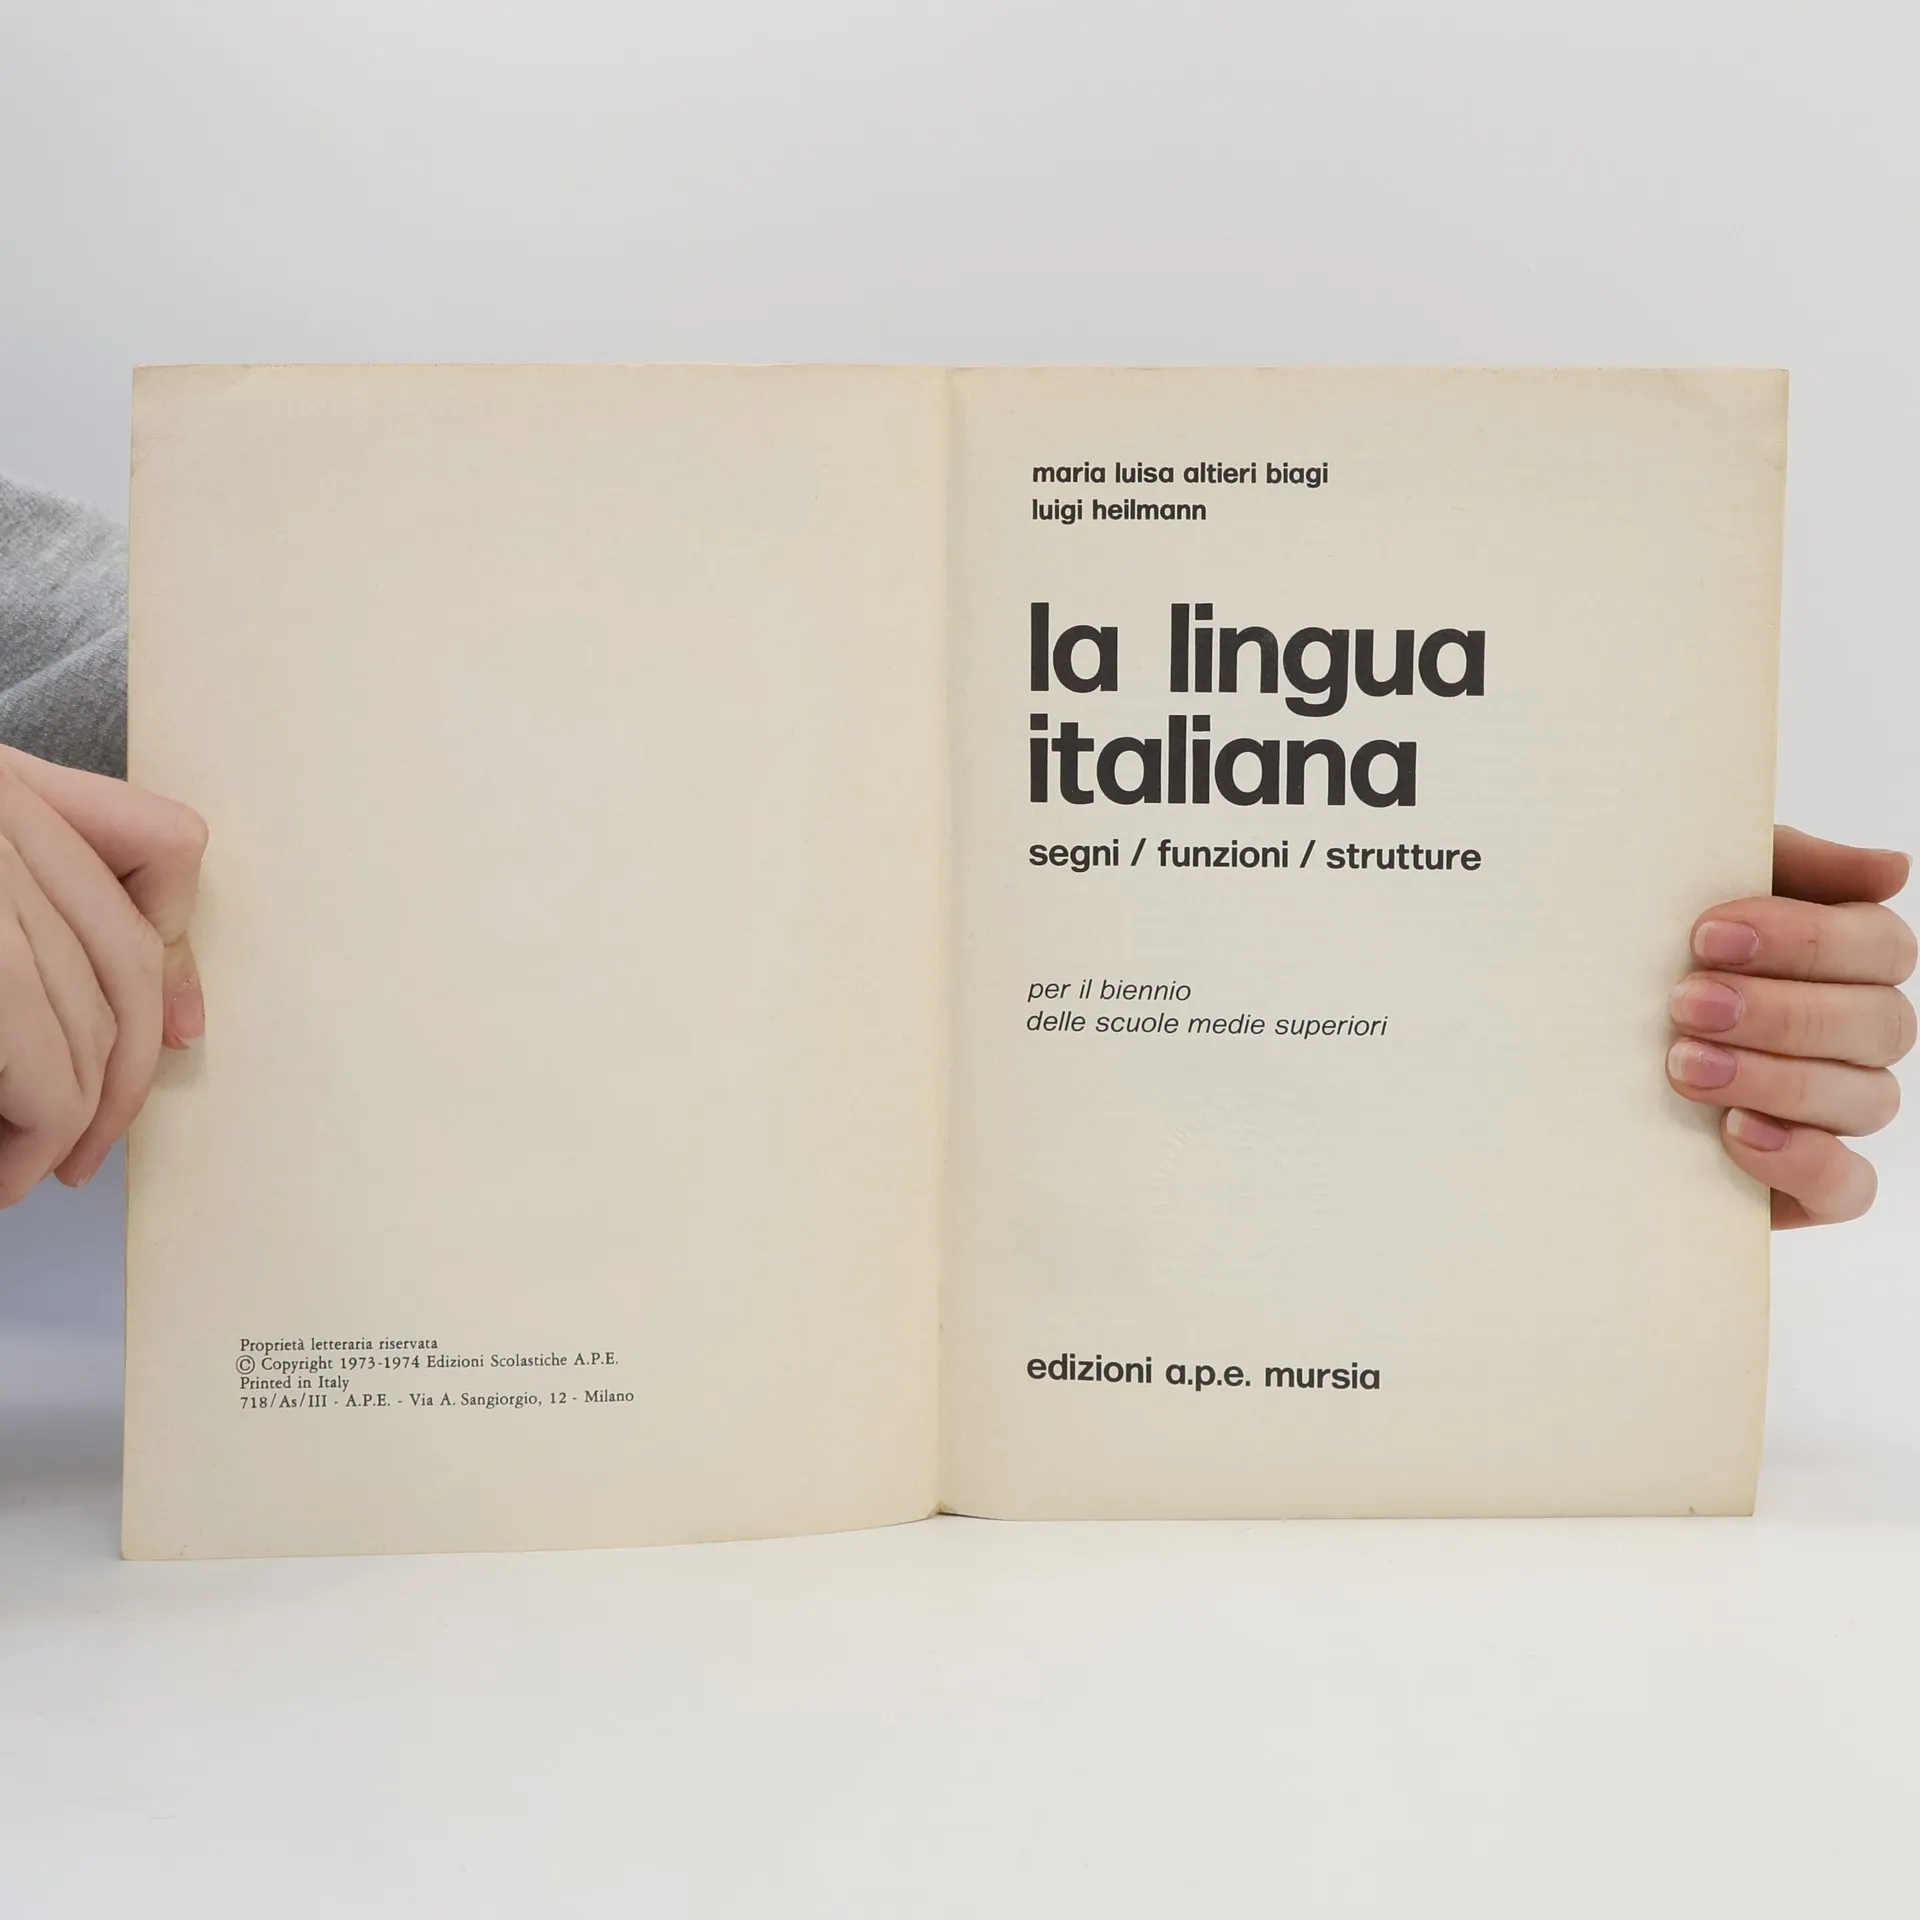 Proprietà letteraria riservata
© Copyright 1973-1974 Edizioni Scolastiche A.P.E.
Printed in Italy
718/As/III - A.P.E. - Via A. Sangiorgio, 12 - Milano
maria luisa altieri biagi
luigi heilmann
la lingua
italiana
segni / funzioni / strutture
per il biennio
delle scuole medie superiori
edizioni a.p.e. mursia